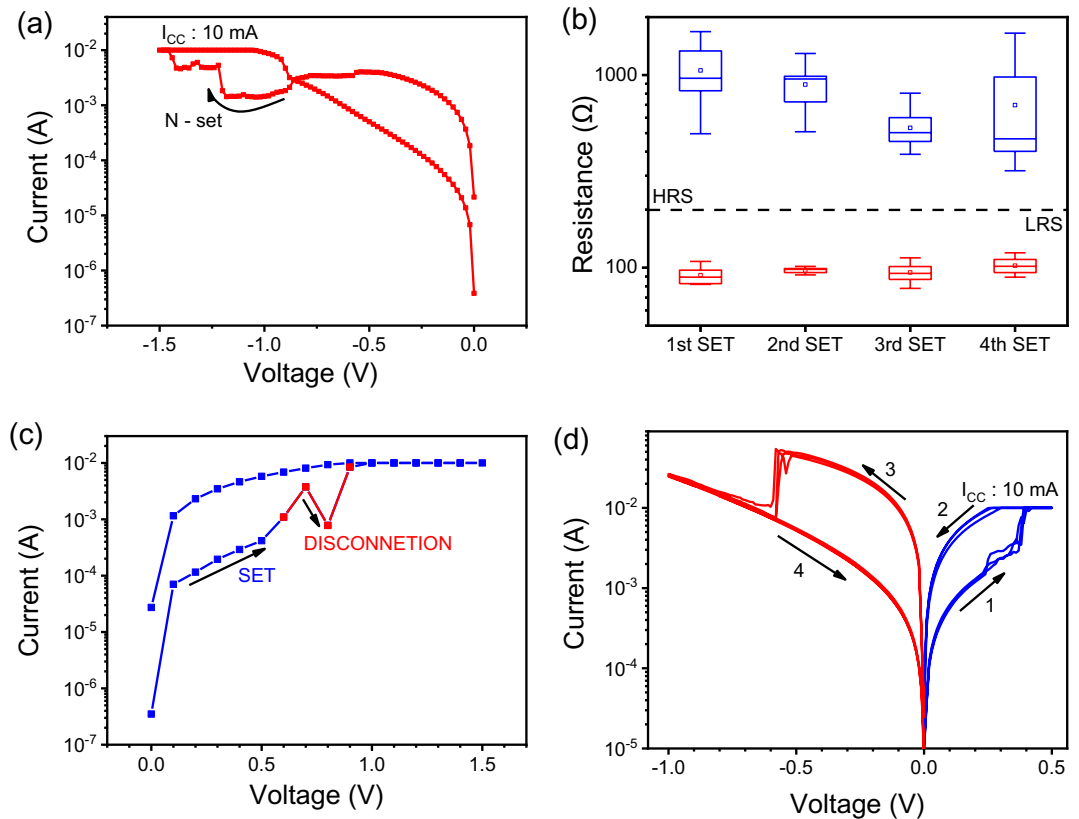 (a)
I_CC : 10 mA
N - set
10^-2
10^-3
10^-4
10^-5
10^-6
10^-7
Current (A)
-1.5 -1.0 -0.5 0.0
Voltage (V)
(b)
1000
100
Resistance (Ω)
HRS
LRS
1st SET 2nd SET 3rd SET 4th SET
(c)
10^-2
10^-3
10^-4
10^-5
10^-6
10^-7
Current (A)
DISCONNETION
SET
0.0 0.5 1.0 1.5
Voltage (V)
(d)
10^-2
10^-3
10^-4
10^-5
Current (A)
I_CC : 10 mA
3
2
4
1
-1.0 -0.5 0.0 0.5
Voltage (V)